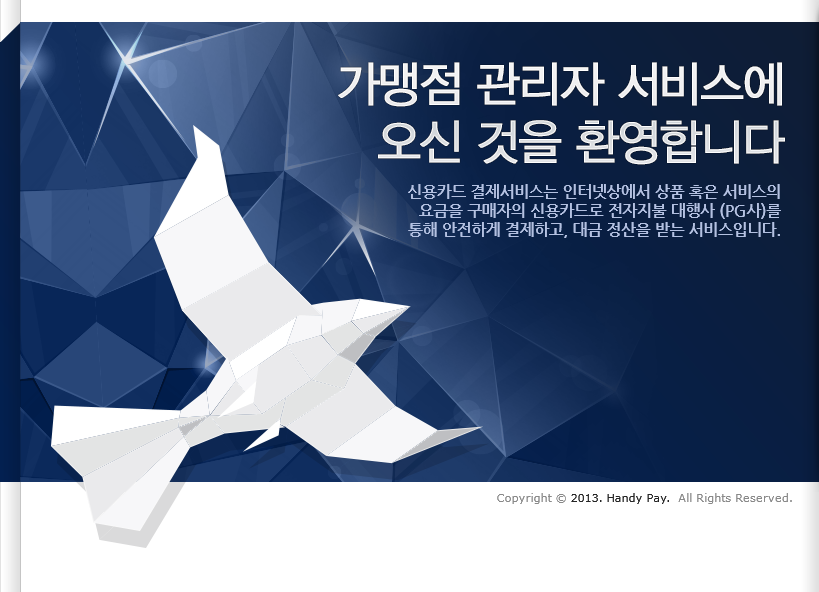 가맹점 관리자 서비스에
오신 것을 환영합니다
신용카드 결제서비스는 인터넷상에서 상품 혹은 서비스의
요금을 구매자의 신용카드로 전자지불 대행사 (PG사)를
통해 안전하게 결제하고, 대금 정산을 받는 서비스입니다.
Copyright © 2013. Handy Pay. All Rights Reserved.